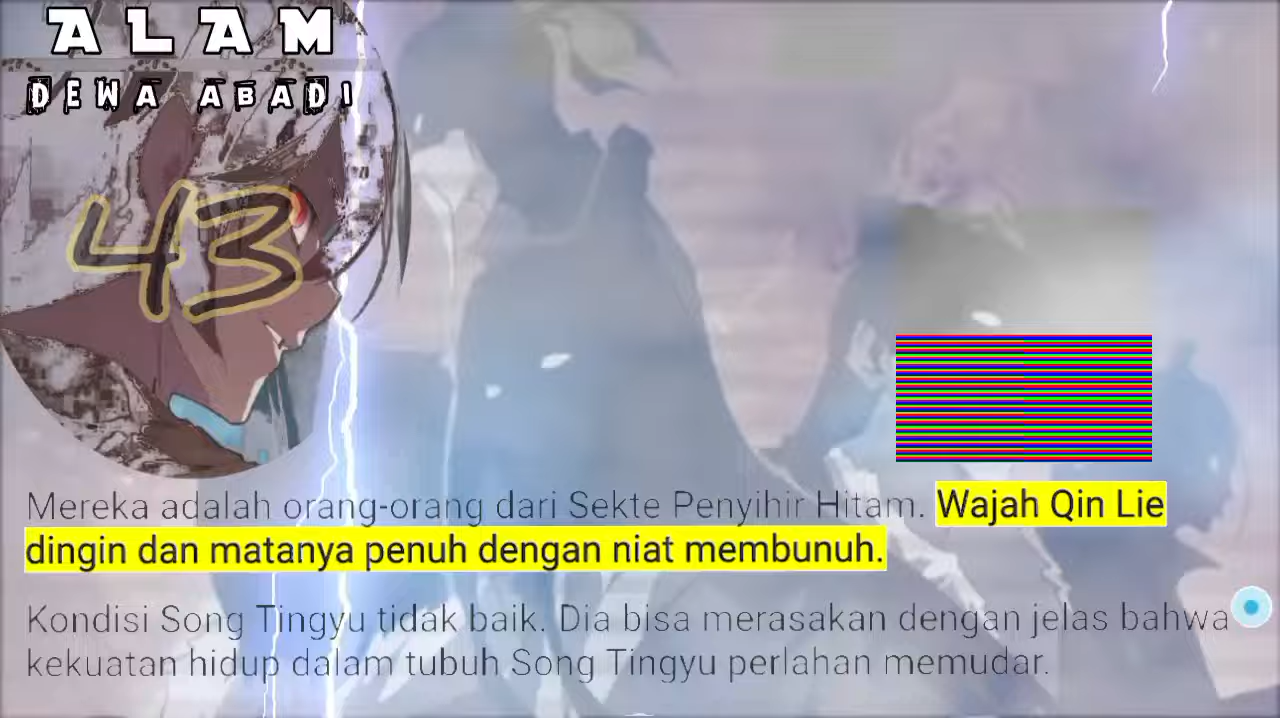 ALAM
DEWA ABADI
43
Mereka adalah orang-orang dari Sekte Penyihir Hitam. Wajah Qin Lie
dingin dan matanya penuh dengan niat membunuh.
Kondisi Song Tingyu tidak baik. Dia bisa merasakan dengan jelas bahwa
kekuatan hidup dalam tubuh Song Tingyu perlahan memudar.